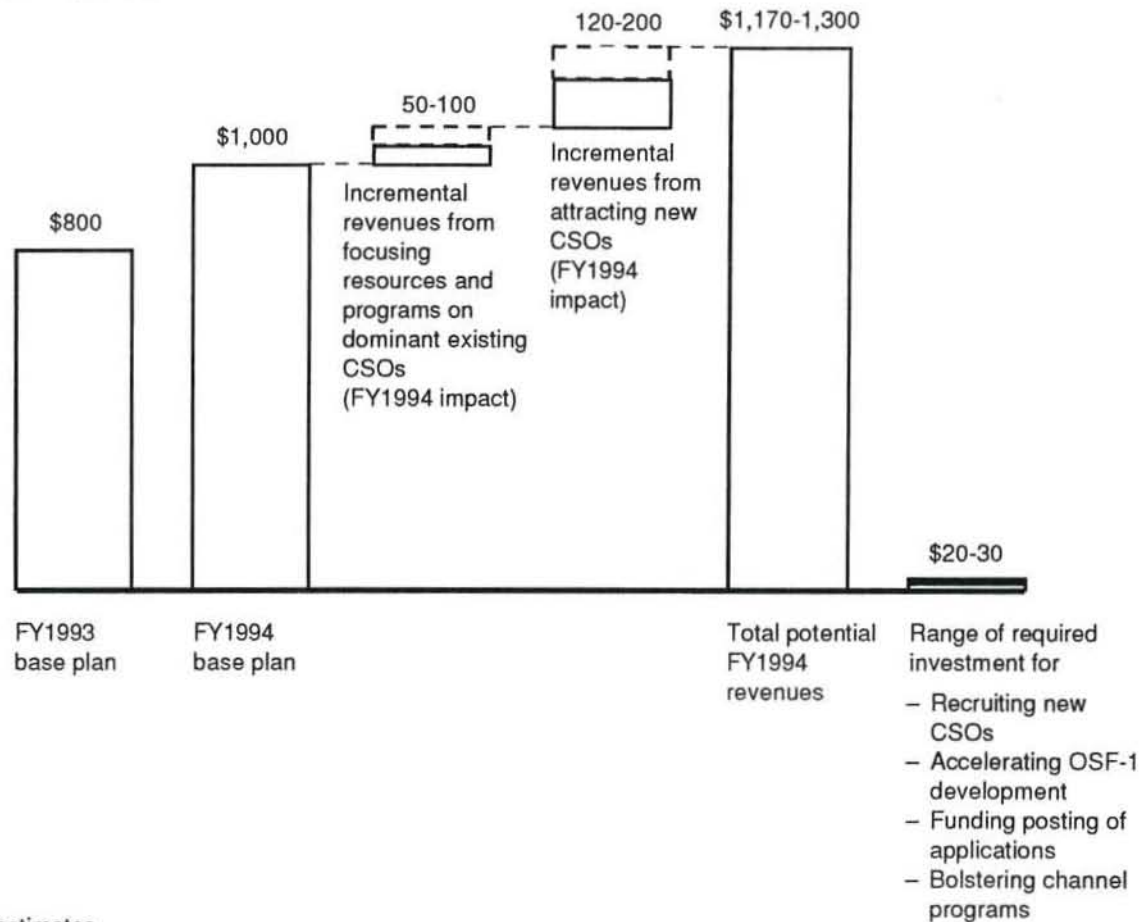 120-200
$1,170-1,300
50-100
$1,000
$800
Incremental
revenues from
focusing
resources and
programs on
dominant existing
CSOs
(FY1994 impact)
Incremental
revenues from
attracting new
CSOs
(FY1994
impact)
$20-30
FY1993
base plan
FY1994
base plan
Total potential
FY1994
revenues
Range of required
investment for
– Recruiting new
CSOs
– Accelerating OSF-1
development
– Funding posting of
applications
– Bolstering channel
programs